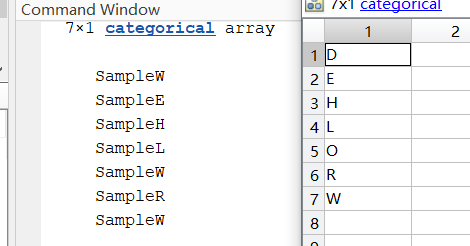 Command Window
7×1 categorical array
SampleW
SampleE
SampleH
SampleL
SampleW
SampleR
SampleW
7x1 categorical
1 2
1 D
2 E
3 H
4 L
5 O
6 R
7 W
8